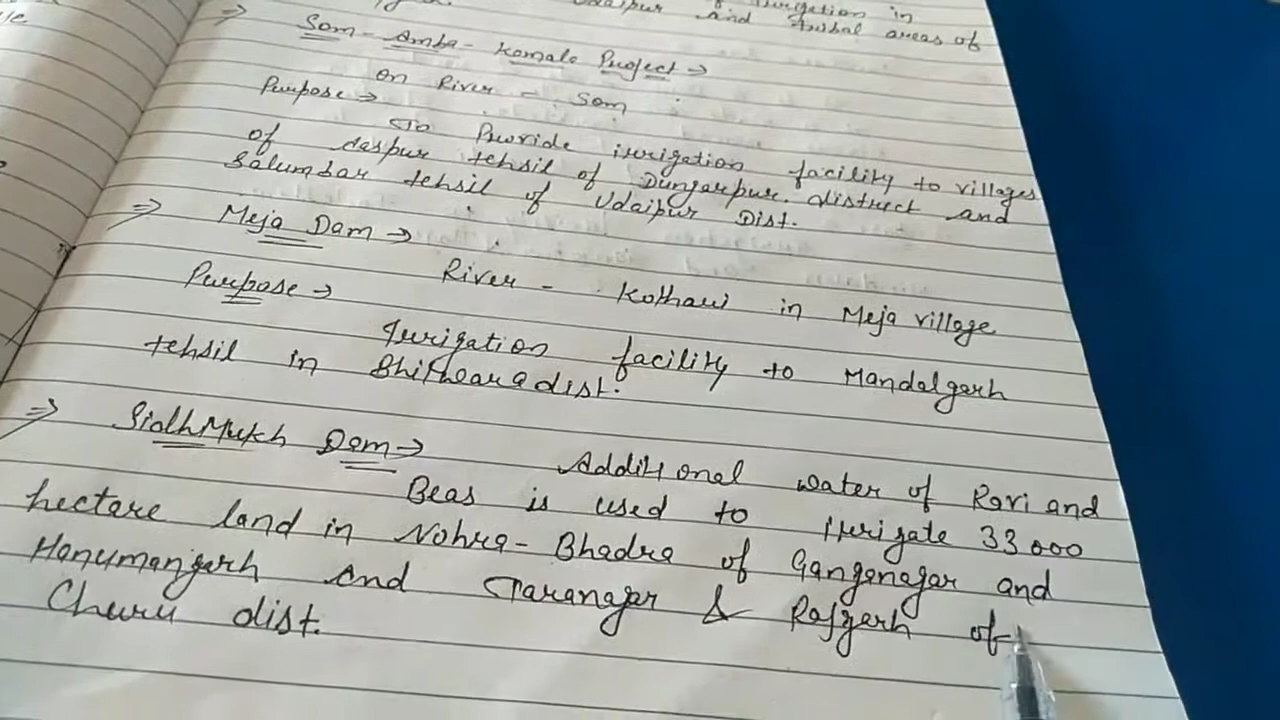 irrigation in
Udaipur and tribal areas of
⇒ Som-Amba-Kamala Project →
on River - Som
Purpose →
To Provide irrigation facility to villages
of daspur tehsil of Dungarpur. district and
Salumbar tehsil of Udaipur Dist.
⇒ Meja Dam →
River - Kothari in Meja village
Purpose →
Irrigation facility to Mandalgarh
tehsil in Bhilwara dist.
⇒ SidhMukh Dam →
Additional water of Ravi and
Beas is used to irrigate 33000
hectare land in Nohra-Bhadra of Ganganagar and
Hanumangarh and Taranagar & Rajgarh of
Churu dist.